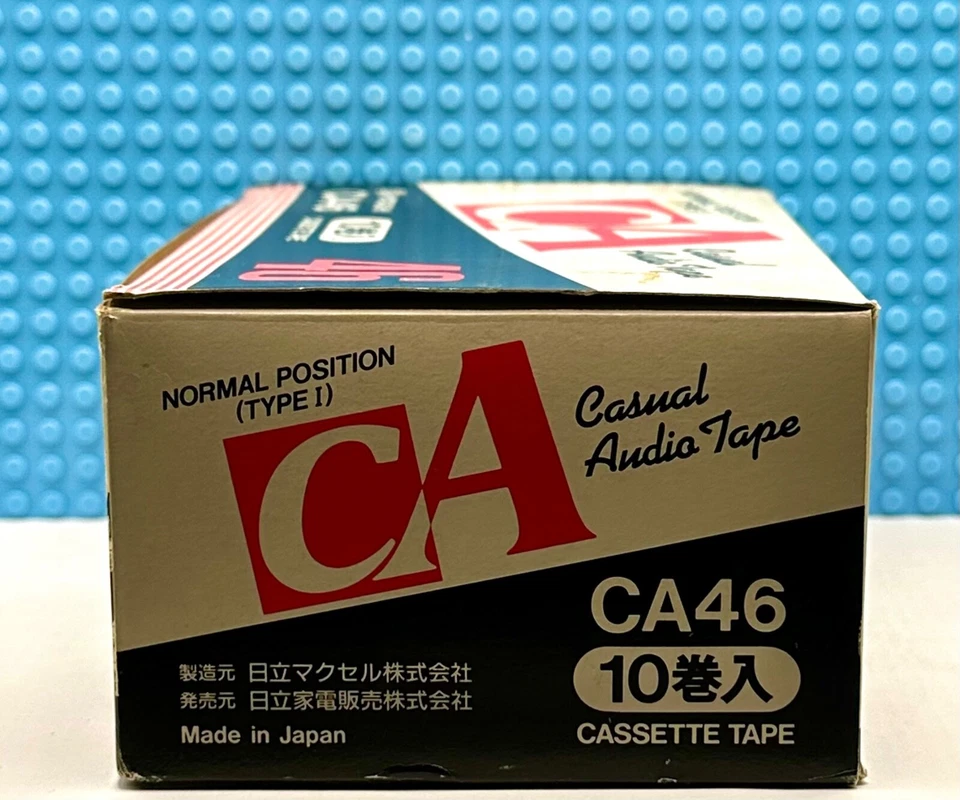 46
CA
NORMAL POSITION
(TYPE I)
CA
Casual
Audio Tape
CA46
10巻入
CASSETTE TAPE
製造元 日立マクセル株式会社
発売元 日立家電販売株式会社
Made in Japan